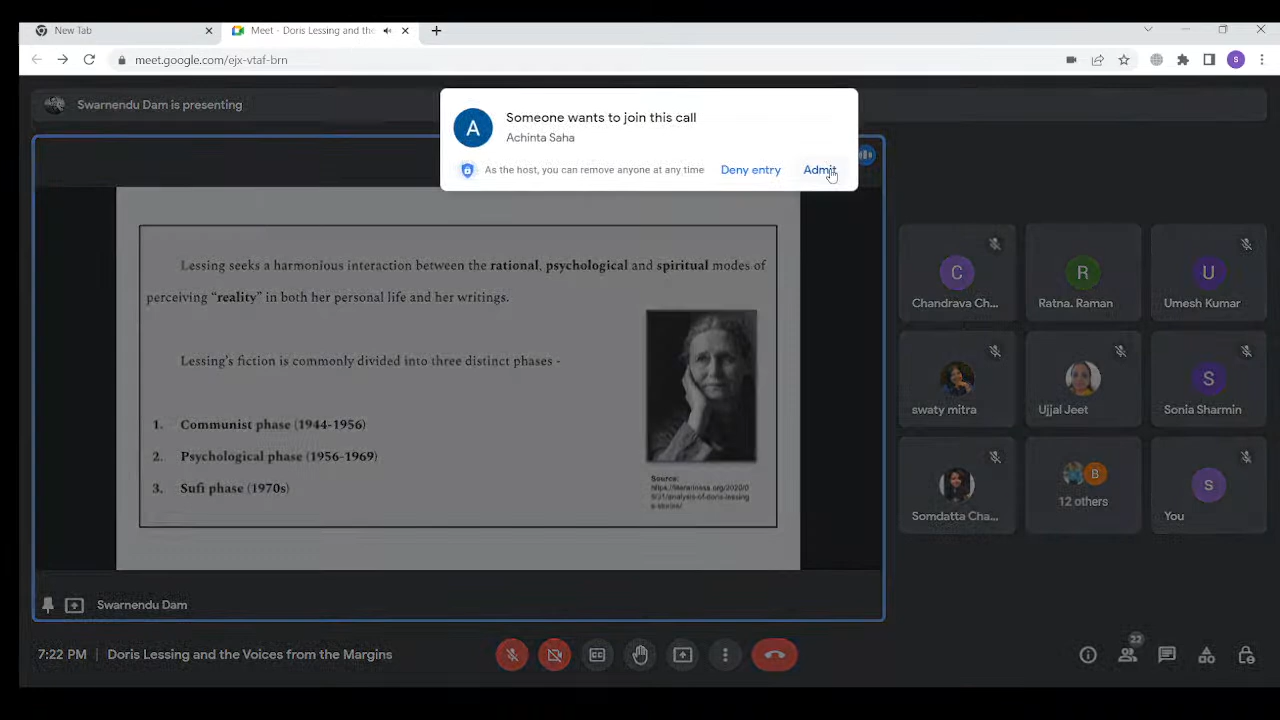 New Tab
Meet - Doris Lessing and the
meet.google.com/ejx-vtaf-brn
S
Swarnendu Dam is presenting
A
Someone wants to join this call
Achinta Saha
As the host, you can remove anyone at any time
Deny entry
Admit
Lessing seeks a harmonious interaction between the rational, psychological and spiritual modes of
perceiving "reality" in both her personal life and her writings.
Lessing's fiction is commonly divided into three distinct phases -
1. Communist phase (1944-1956)
2. Psychological phase (1956-1969)
3. Sufi phase (1970s)
Source:
Swarnendu Dam
C
Chandrava Ch...
R
Ratna. Raman
U
Umesh Kumar
swaty mitra
Ujjal Jeet
S
Sonia Sharmin
Somdatta Cha...
B
12 others
S
You
7:22 PM | Doris Lessing and the Voices from the Margins
22